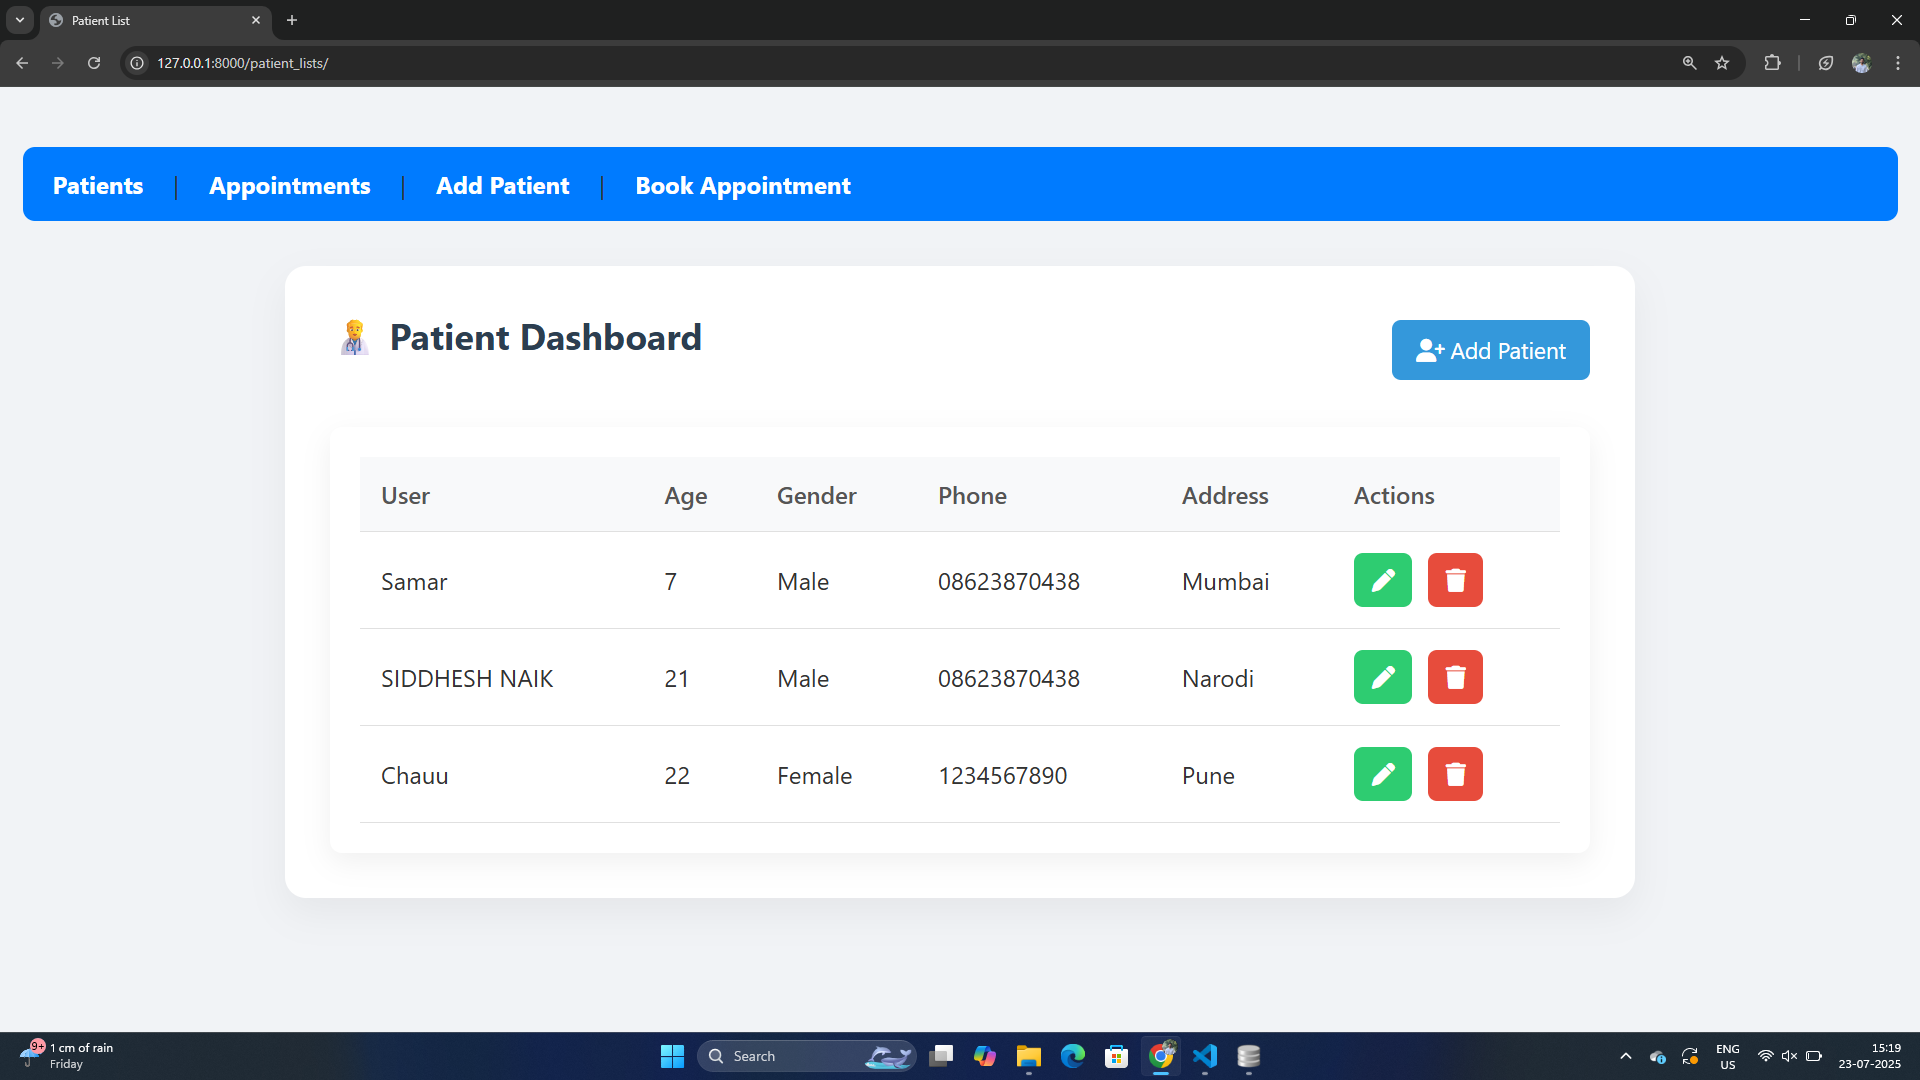 Patient List
127.0.0.1:8000/patient_lists/
Patients | Appointments | Add Patient | Book Appointment
Patient Dashboard
Add Patient
User Age Gender Phone Address Actions
Samar 7 Male 08623870438 Mumbai
SIDDHESH NAIK 21 Male 08623870438 Narodi
Chauu 22 Female 1234567890 Pune
9+
1 cm of rain
Friday
Search
ENG
US
15:19
23-07-2025